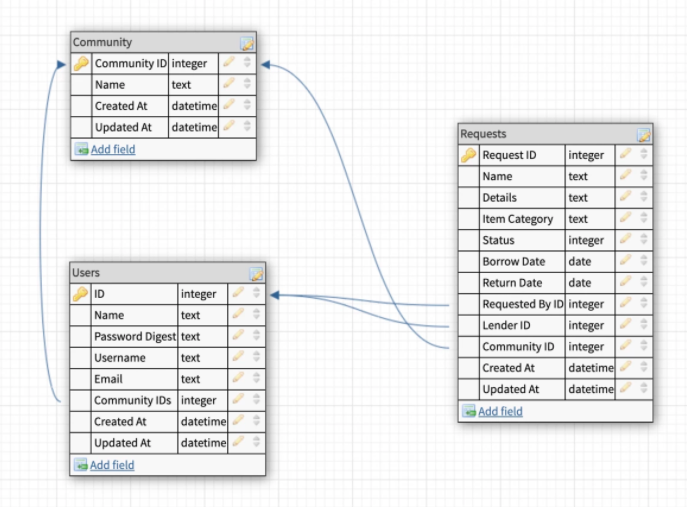 Community
Community ID integer
Name text
Created At datetime
Updated At datetime
Add field
Requests
Request ID integer
Name text
Details text
Item Category text
Status integer
Borrow Date date
Return Date date
Requested By ID integer
Lender ID integer
Community ID integer
Created At datetime
Updated At datetime
Add field
Users
ID integer
Name text
Password Digest text
Username text
Email text
Community IDs integer
Created At datetime
Updated At datetime
Add field